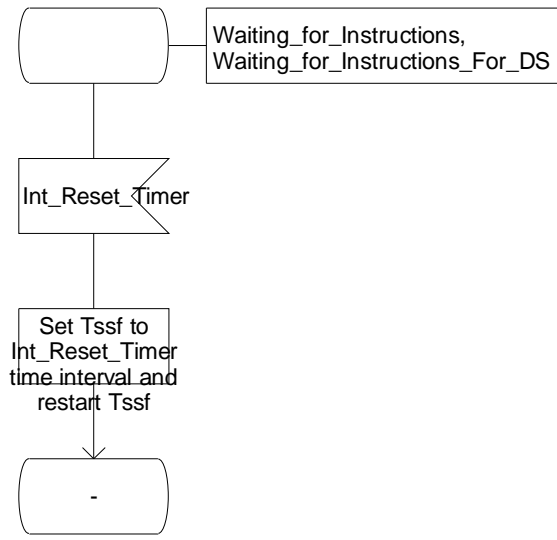 Waiting_for_Instructions,
Waiting_for_Instructions_For_DS
Int_Reset_Timer
Set Tssf to
Int_Reset_Timer
time interval and
restart Tssf
-